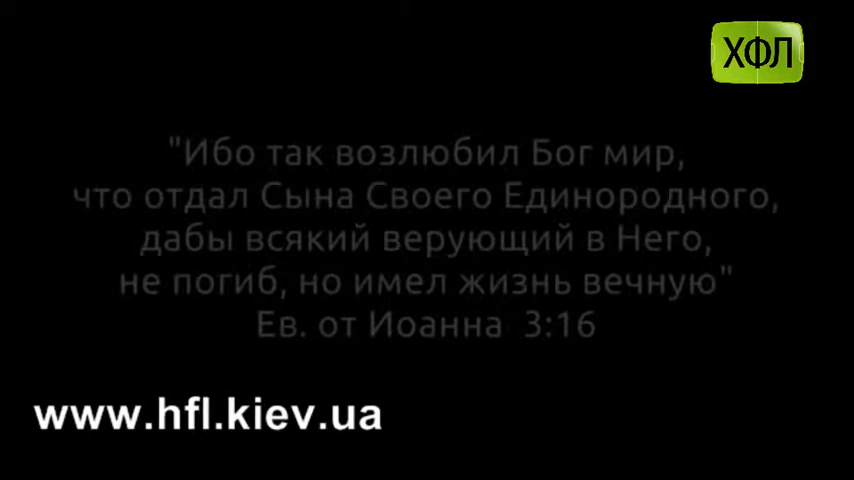 ХФЛ
"Ибо так возлюбил Бог мир,
что отдал Сына Своего Единородного,
дабы всякий верующий в Него,
не погиб, но имел жизнь вечную"
Ев. от Иоанна 3:16
www.hfl.kiev.ua